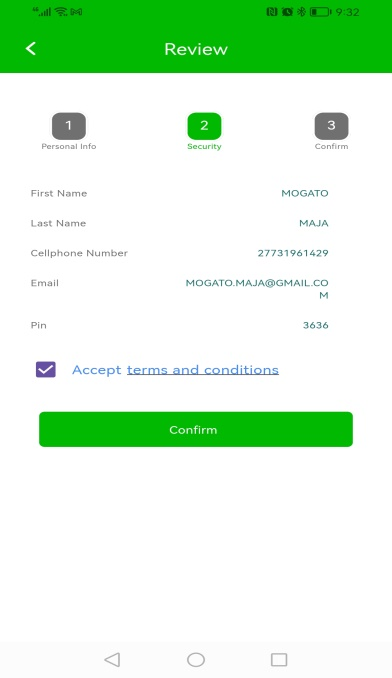 9:32
Review
1
2
3
Personal Info
Security
Confirm
First Name MOGATO
Last Name MAJA
Cellphone Number 27731961429
Email MOGATO.MAJA@GMAIL.CO
M
Pin 3636
Accept terms and conditions
Confirm